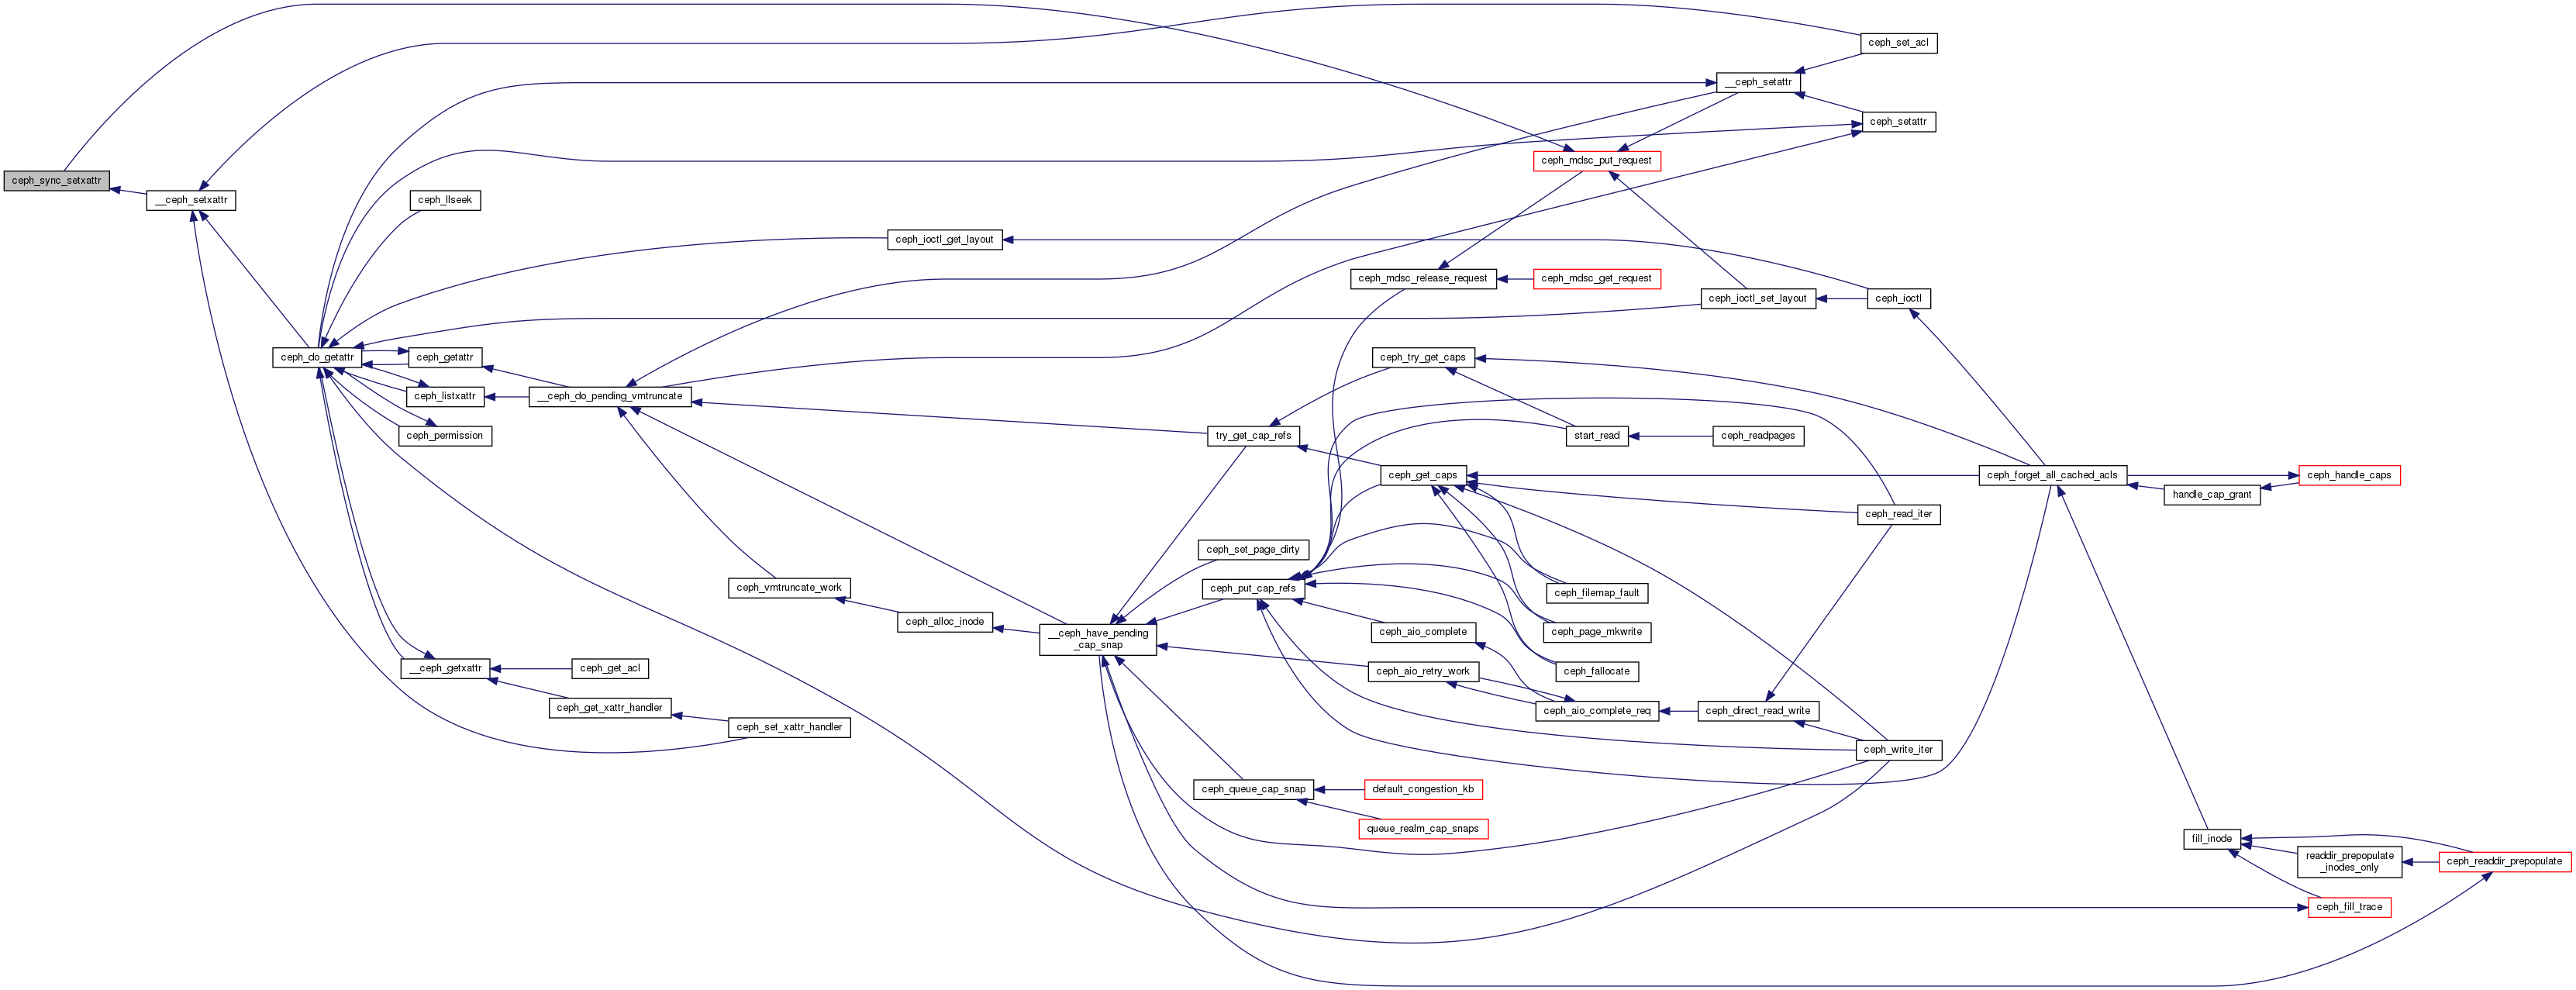 ceph_set_acl
__ceph_setattr
ceph_setattr
ceph_mdsc_put_request
ceph_sync_setxattr
__ceph_setxattr
ceph_llseek
ceph_ioctl_get_layout
ceph_mdsc_release_request
ceph_mdsc_get_request
ceph_ioctl_set_layout
ceph_ioctl
ceph_do_getattr
ceph_getattr
ceph_try_get_caps
ceph_listxattr
__ceph_do_pending_vmtruncate
ceph_permission
try_get_cap_refs
start_read
ceph_readpages
ceph_get_caps
ceph_forget_all_cached_acls
ceph_handle_caps
handle_cap_grant
ceph_read_iter
ceph_set_page_dirty
ceph_vmtruncate_work
ceph_put_cap_refs
ceph_filemap_fault
ceph_alloc_inode
__ceph_have_pending
_cap_snap
ceph_aio_complete
ceph_page_mkwrite
__ceph_getxattr
ceph_get_acl
ceph_aio_retry_work
ceph_fallocate
ceph_get_xattr_handler
ceph_aio_complete_req
ceph_direct_read_write
ceph_set_xattr_handler
ceph_write_iter
ceph_queue_cap_snap
default_congestion_kb
queue_realm_cap_snaps
fill_inode
readdir_prepopulate
_inodes_only
ceph_readdir_prepopulate
ceph_fill_trace